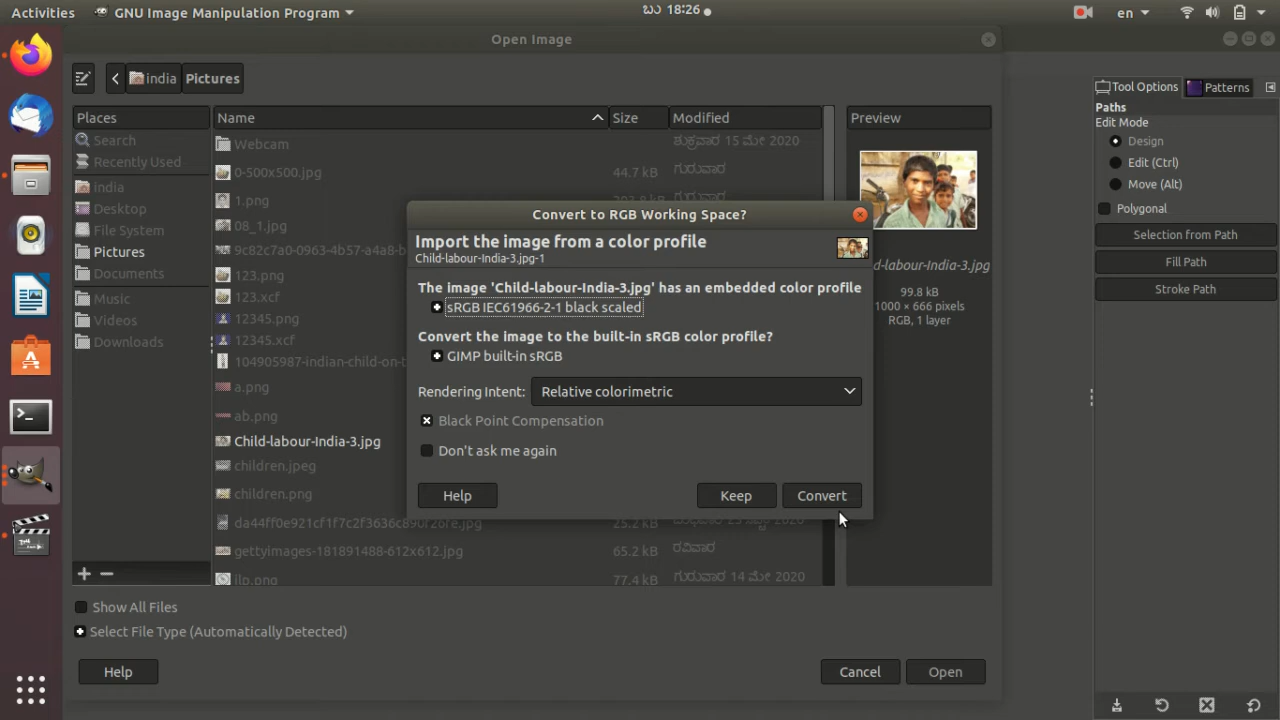 Activities GNU Image Manipulation Program ಬು 18:26 en
Open Image
india Pictures
Places Name Size Modified Preview
Search Webcam ಶುಕ್ರವಾರ 15 ಮೇ 2020
Recently Used 0-500x500.jpg 44.7 kB ಗುರುವಾರ
india 1.png
Desktop 08_1.jpg
File System 9c82c7a0-0963-4b57-a4a8-b
Pictures 123.png
Documents 123.xcf
Music 12345.png
Videos 12345.xcf
Downloads 104905987-indian-child-on-t
a.png
ab.png
Child-labour-India-3.jpg
children.jpeg
children.png
25.2 kB
gettyimages-181891488-612x612.jpg 65.2 kB ರವಿವಾರ
ilp.png 77.4 kB ಗುರುವಾರ 14 ಮೇ 2020
Show All Files
Select File Type (Automatically Detected)
Help Cancel Open
Convert to RGB Working Space?
Import the image from a color profile
Child-labour-India-3.jpg-1
The image 'Child-labour-India-3.jpg' has an embedded color profile
sRGB IEC61966-2-1 black scaled
Convert the image to the built-in sRGB color profile?
GIMP built-in sRGB
Rendering Intent: Relative colorimetric
Black Point Compensation
Don't ask me again
Help Keep Convert
d-labour-India-3.jpg
99.8 kB
1000 × 666 pixels
RGB, 1 layer
Tool Options Patterns
Paths
Edit Mode
Design
Edit (Ctrl)
Move (Alt)
Polygonal
Selection from Path
Fill Path
Stroke Path